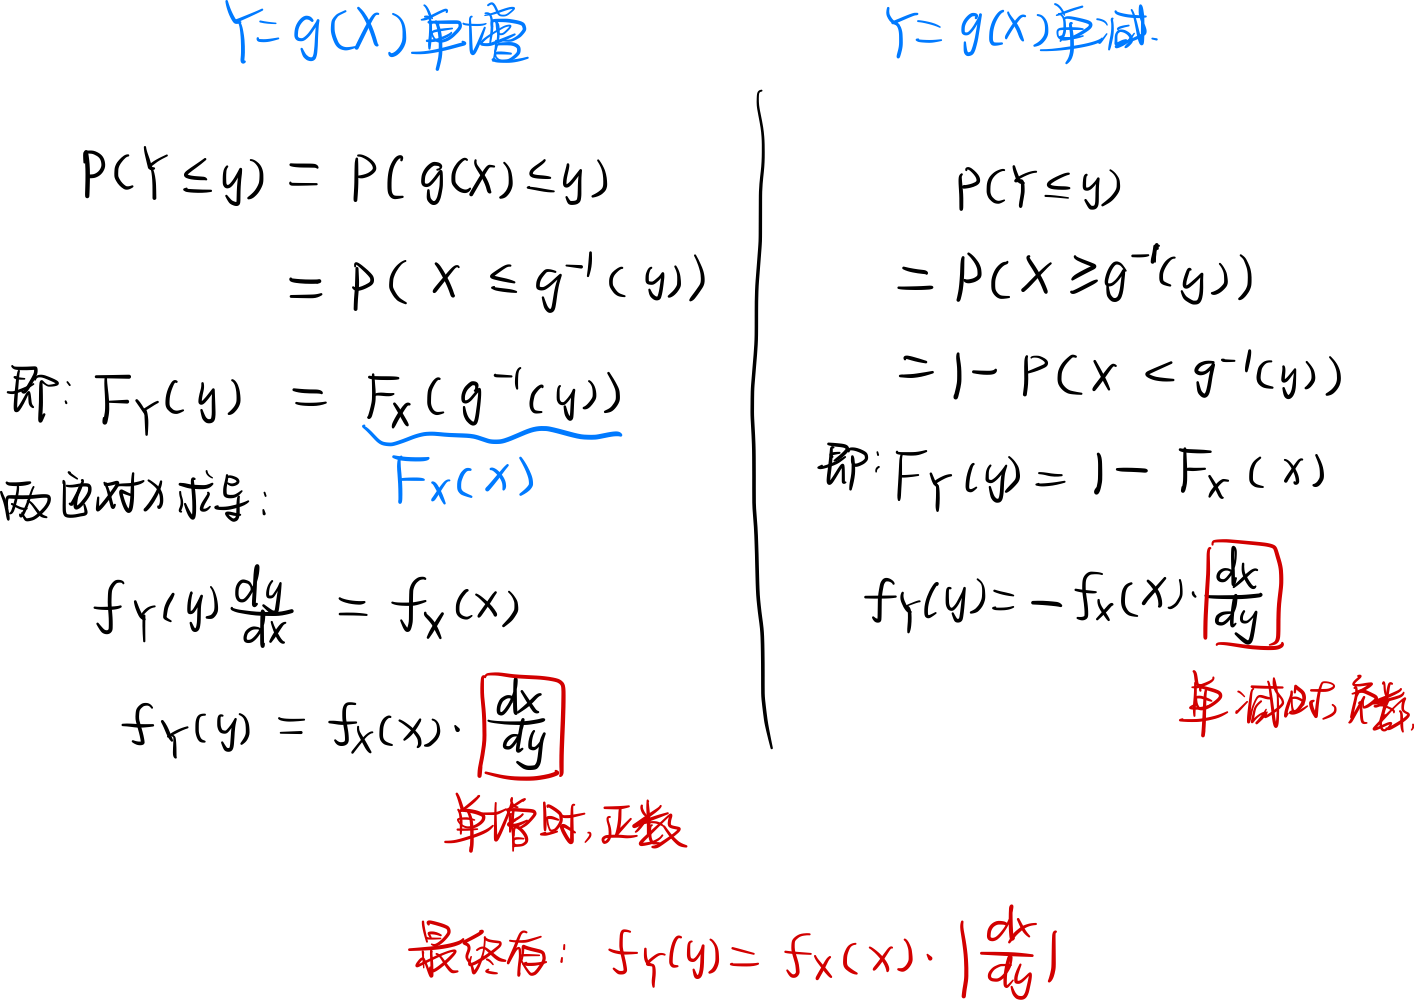 Y=g(X)单增
P(Y≤y) = P(g(X)≤y)
= P(X ≤ g⁻¹(y))
即: F_Y(y) = F_X(g⁻¹(y))
F_X(x)
两边对x求导:
f_Y(y) dy/dx = f_X(x)
f_Y(y) = f_X(x)· dx/dy
单增时,正数
Y=g(X)单减.
P(Y≤y)
= P(X≥g⁻¹(y))
= 1- P(X < g⁻¹(y))
即: F_Y(y) = 1- F_X(x)
f_Y(y) = -f_X(x)· dx/dy
单减时,负数.
最终有: f_Y(y) = f_X(x)· |dx/dy|